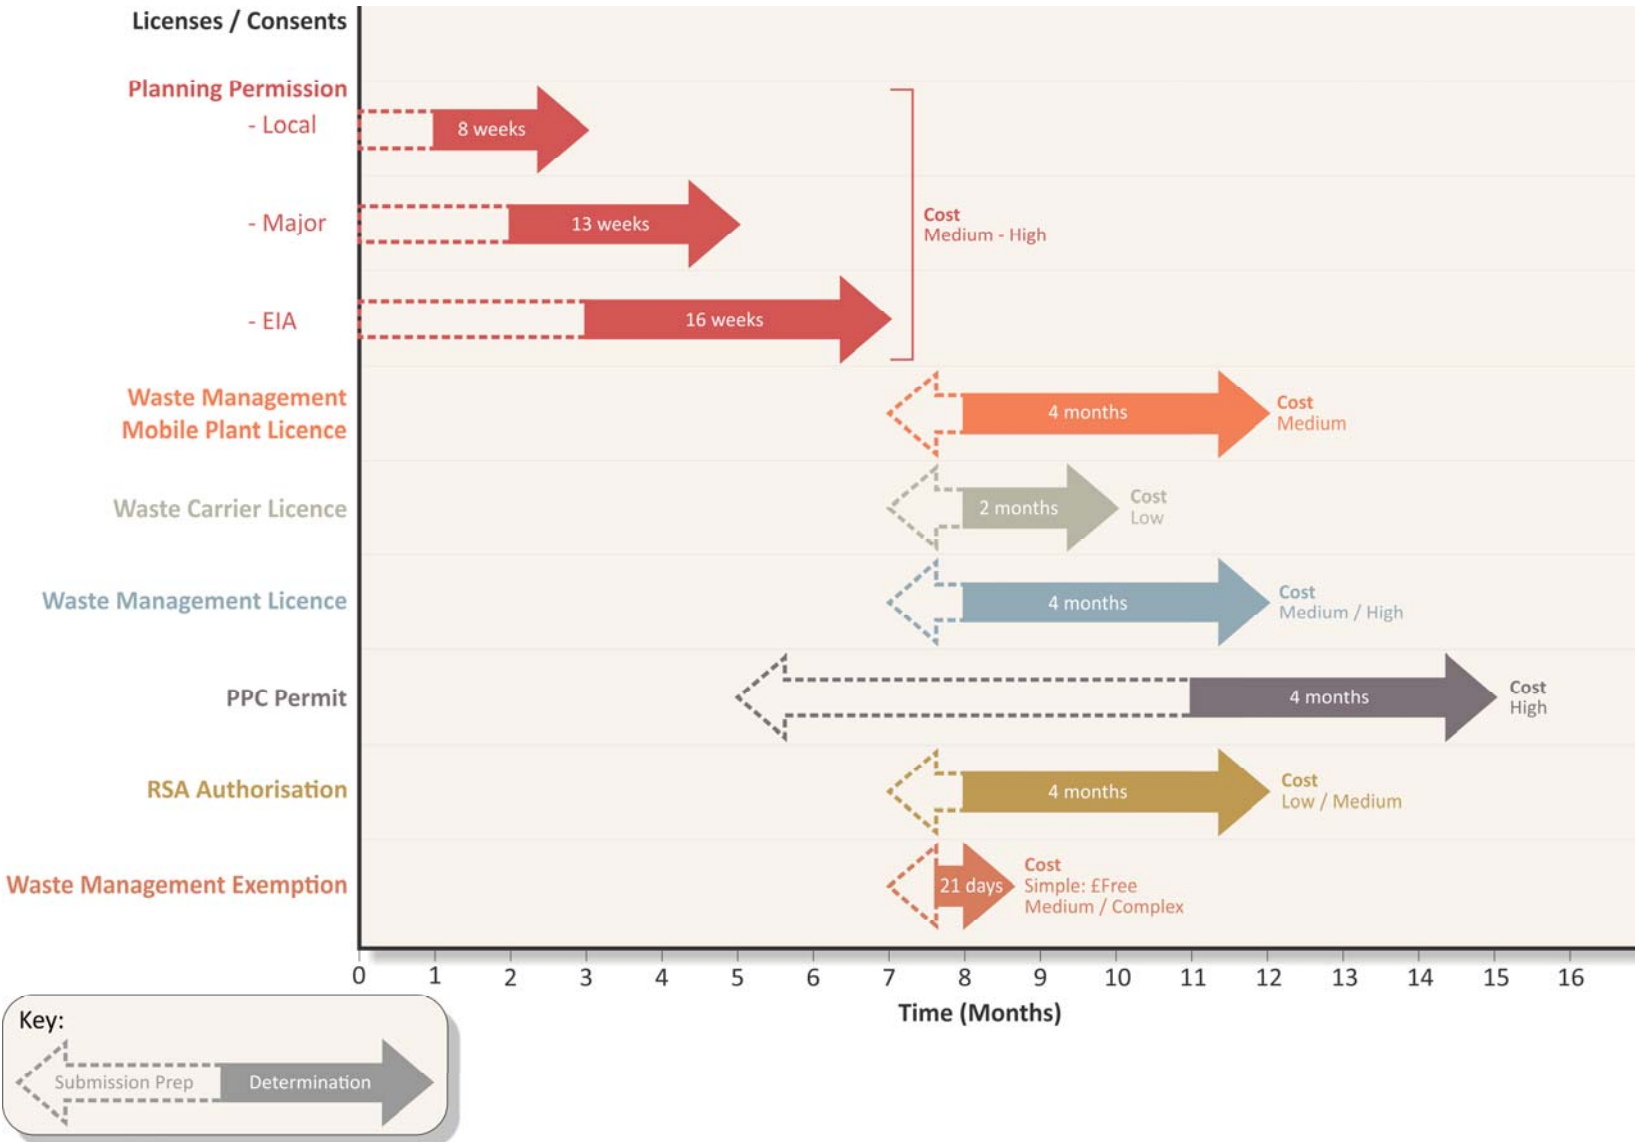 Licenses / Consents
Planning Permission
- Local
8 weeks
- Major
13 weeks
Cost
Medium - High
- EIA
16 weeks
Waste Management
Mobile Plant Licence
4 months
Cost
Medium
Waste Carrier Licence
2 months
Cost
Low
Waste Management Licence
4 months
Cost
Medium / High
PPC Permit
4 months
Cost
High
RSA Authorisation
4 months
Cost
Low / Medium
Waste Management Exemption
21 days
Cost
Simple: £Free
Medium / Complex
0 1 2 3 4 5 6 7 8 9 10 11 12 13 14 15 16
Time (Months)
Key:
Submission Prep
Determination